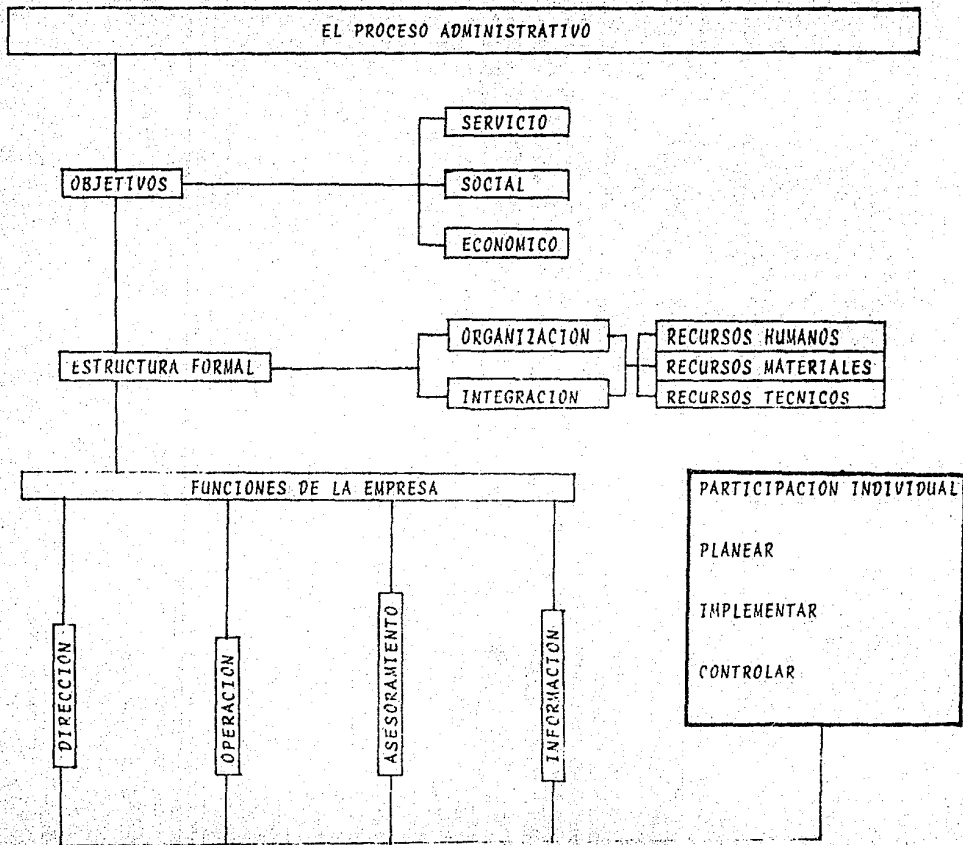 EL PROCESO ADMINISTRATIVO
SERVICIO
OBJETIVOS
SOCIAL
ECONOMICO
ORGANIZACION
RECURSOS HUMANOS
ESTRUCTURA FORMAL
RECURSOS MATERIALES
INTEGRACION
RECURSOS TECNICOS
FUNCIONES DE LA EMPRESA
PARTICIPACION INDIVIDUAL
PLANEAR
IMPLEMENTAR
CONTROLAR
DIRECCION
OPERACION
ASESORAMIENTO
INFORMACION